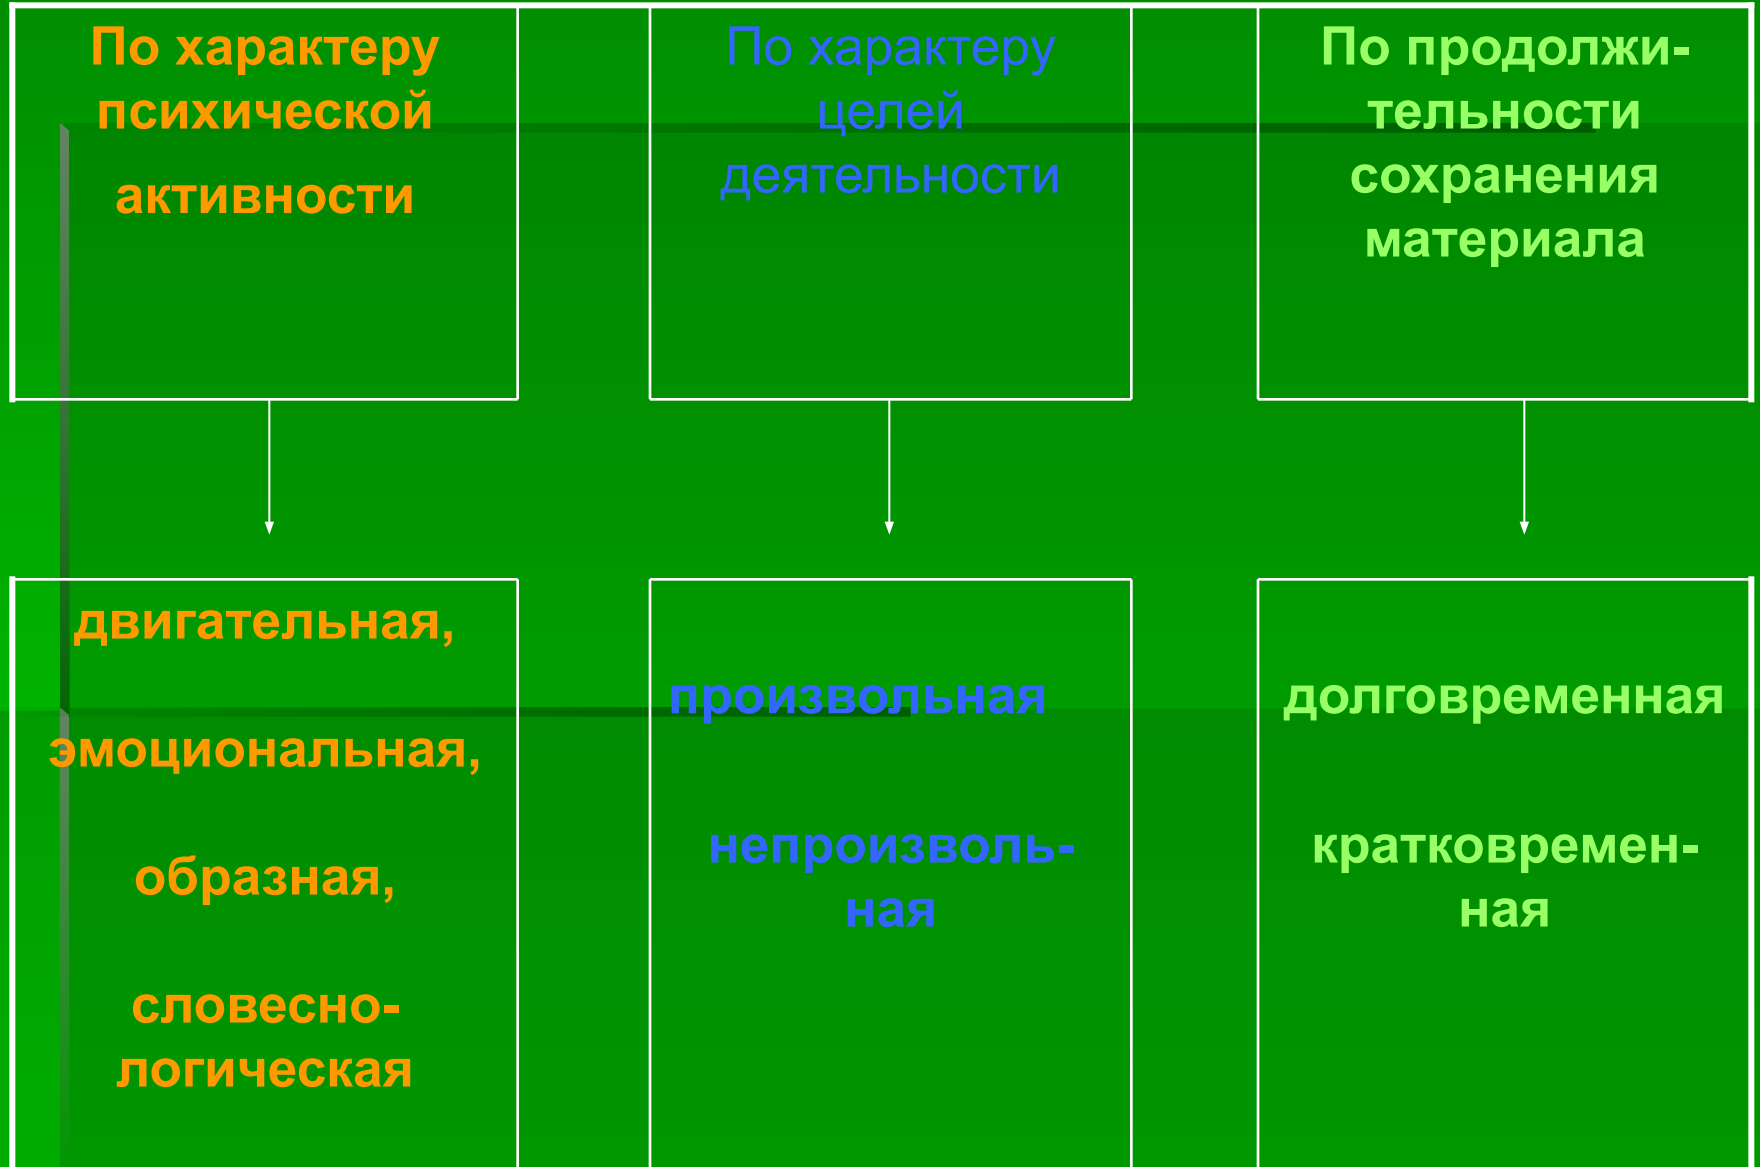 По характеру
психической
активности
По характеру
целей
деятельности
По продолжи-
тельности
сохранения
материала
двигательная,
эмоциональная,
образная,
словесно-
логическая
произвольная
непроизволь-
ная
долговременная
кратковремен-
ная